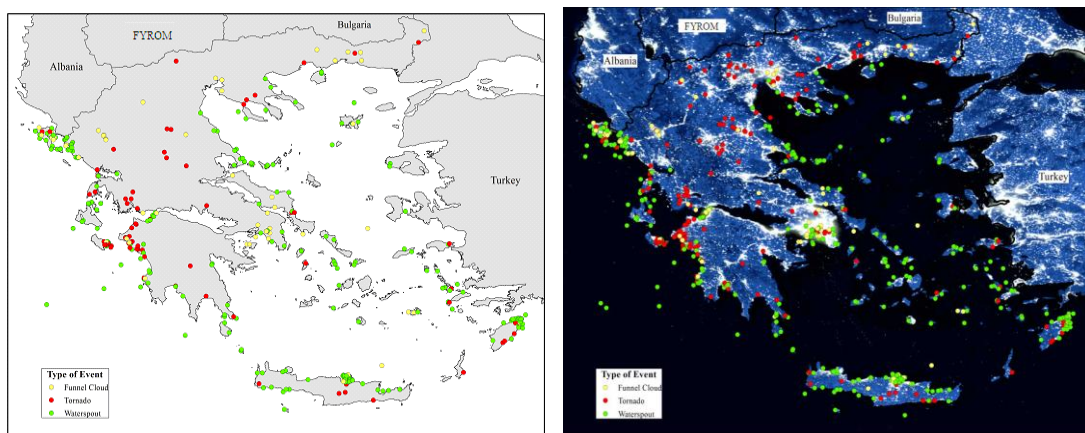 Bulgaria
FYROM
Albania
Turkey
Type of Event
Funnel Cloud
Tornado
Waterspout
Bulgaria
FYROM
Albania
Turkey
Type of Event
Funnel Cloud
Tornado
Waterspout